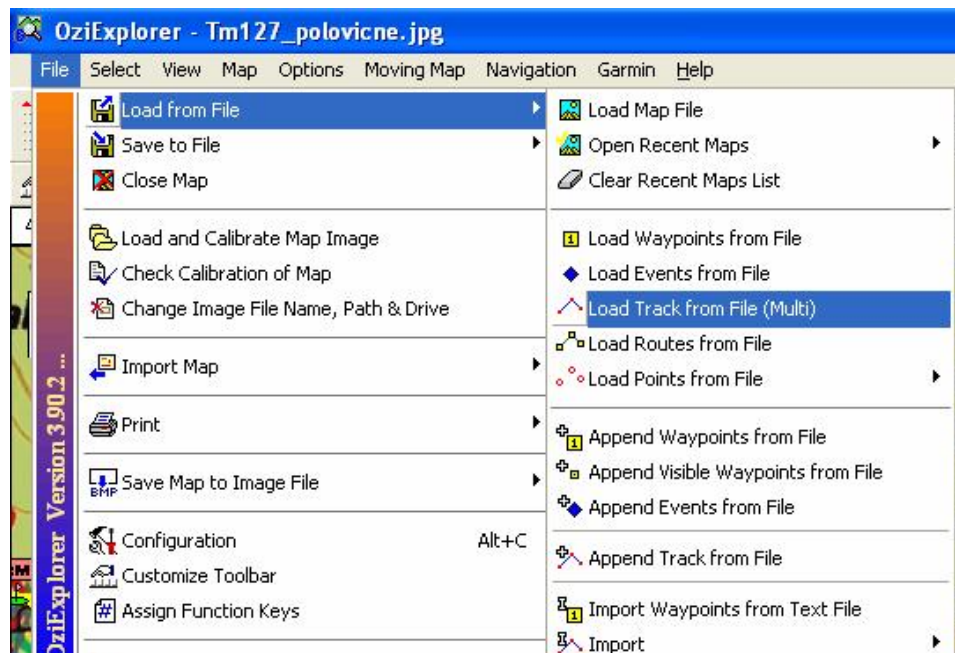 OziExplorer - Tm127_polovicne.jpg
File Select View Map Options Moving Map Navigation Garmin Help
Load from File
Save to File
Close Map
Load and Calibrate Map Image
Check Calibration of Map
Change Image File Name, Path & Drive
Import Map
Print
BMP
Save Map to Image File
Configuration Alt+C
Customize Toolbar
# Assign Function Keys
Load Map File
Open Recent Maps
Clear Recent Maps List
1 Load Waypoints from File
Load Events from File
Load Track from File (Multi)
Load Routes from File
Load Points from File
1 Append Waypoints from File
Append Visible Waypoints from File
Append Events from File
Append Track from File
1 Import Waypoints from Text File
Import
OziExplorer Version 3.90.2 ...